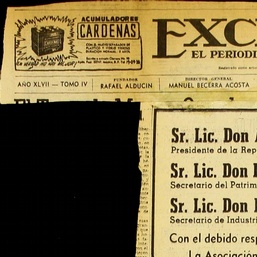 ACUMULADORES
CARDENAS
EXC
EL PERIODI
AÑO XLVII — TOMO IV
FUNDADOR
RAFAEL ALDUCIN
DIRECTOR GENERAL
MANUEL BECERRA ACOSTA
Sr. Lic. Don
Presidente de la Rep
Sr. Lic. Don
Secretario del Patrim
Sr. Lic. Don
Secretario de Industri
Con el debido resp
la Asociación